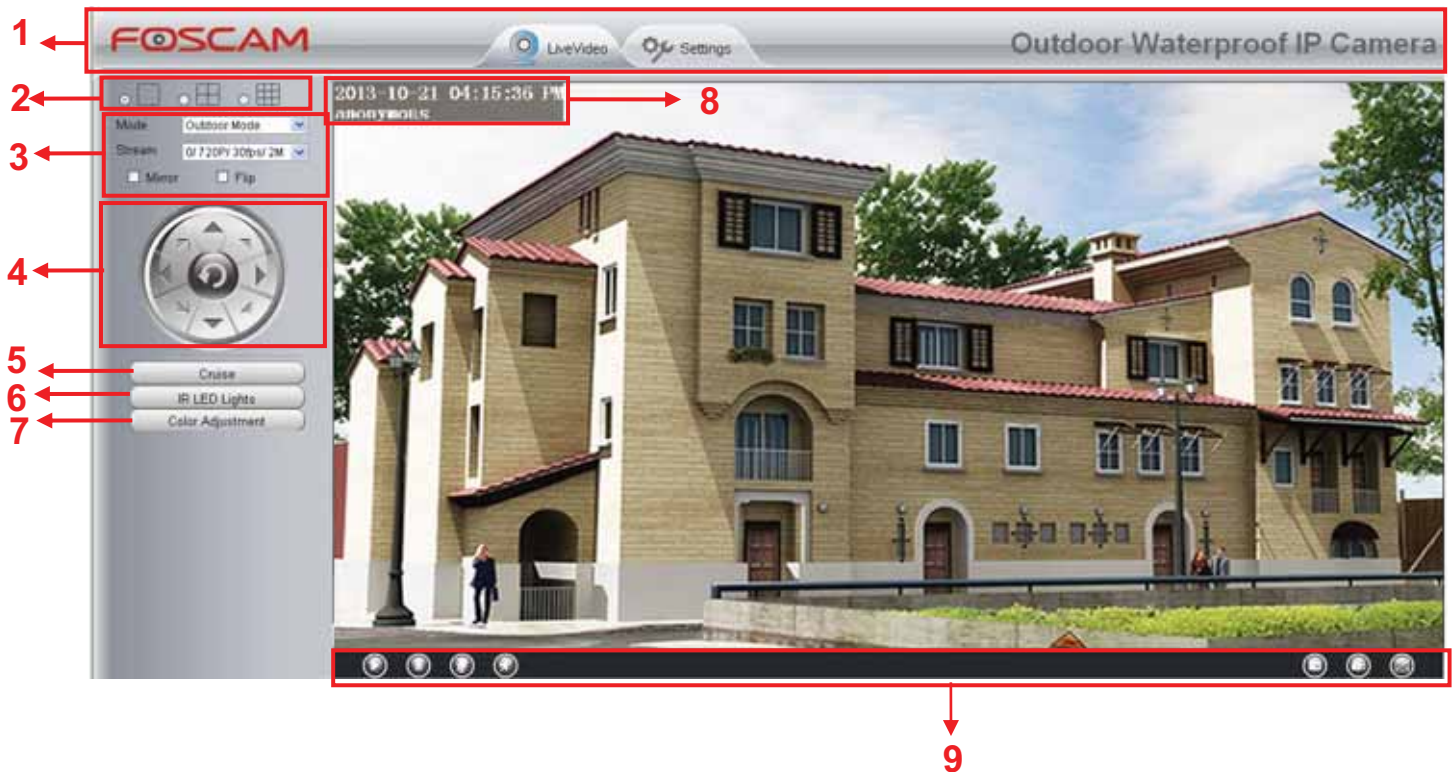 1
FOSCAM
LiveVideo
Settings
Outdoor Waterproof IP Camera
2
2013-10-21 04:15:36 PM
anonymous
8
3
Mode
Outdoor Mode
Stream
0/720P/30fps/2M
Mirror
Flip
4
5
Cruise
6
IR LED Lights
7
Color Adjustment
9